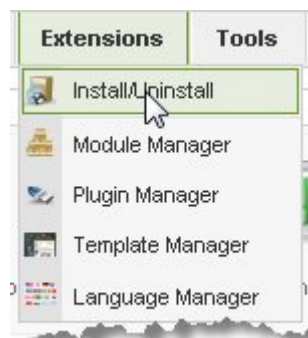 Extensions Tools
Install/Uninstall
Module Manager
Plugin Manager
Template Manager
Language Manager